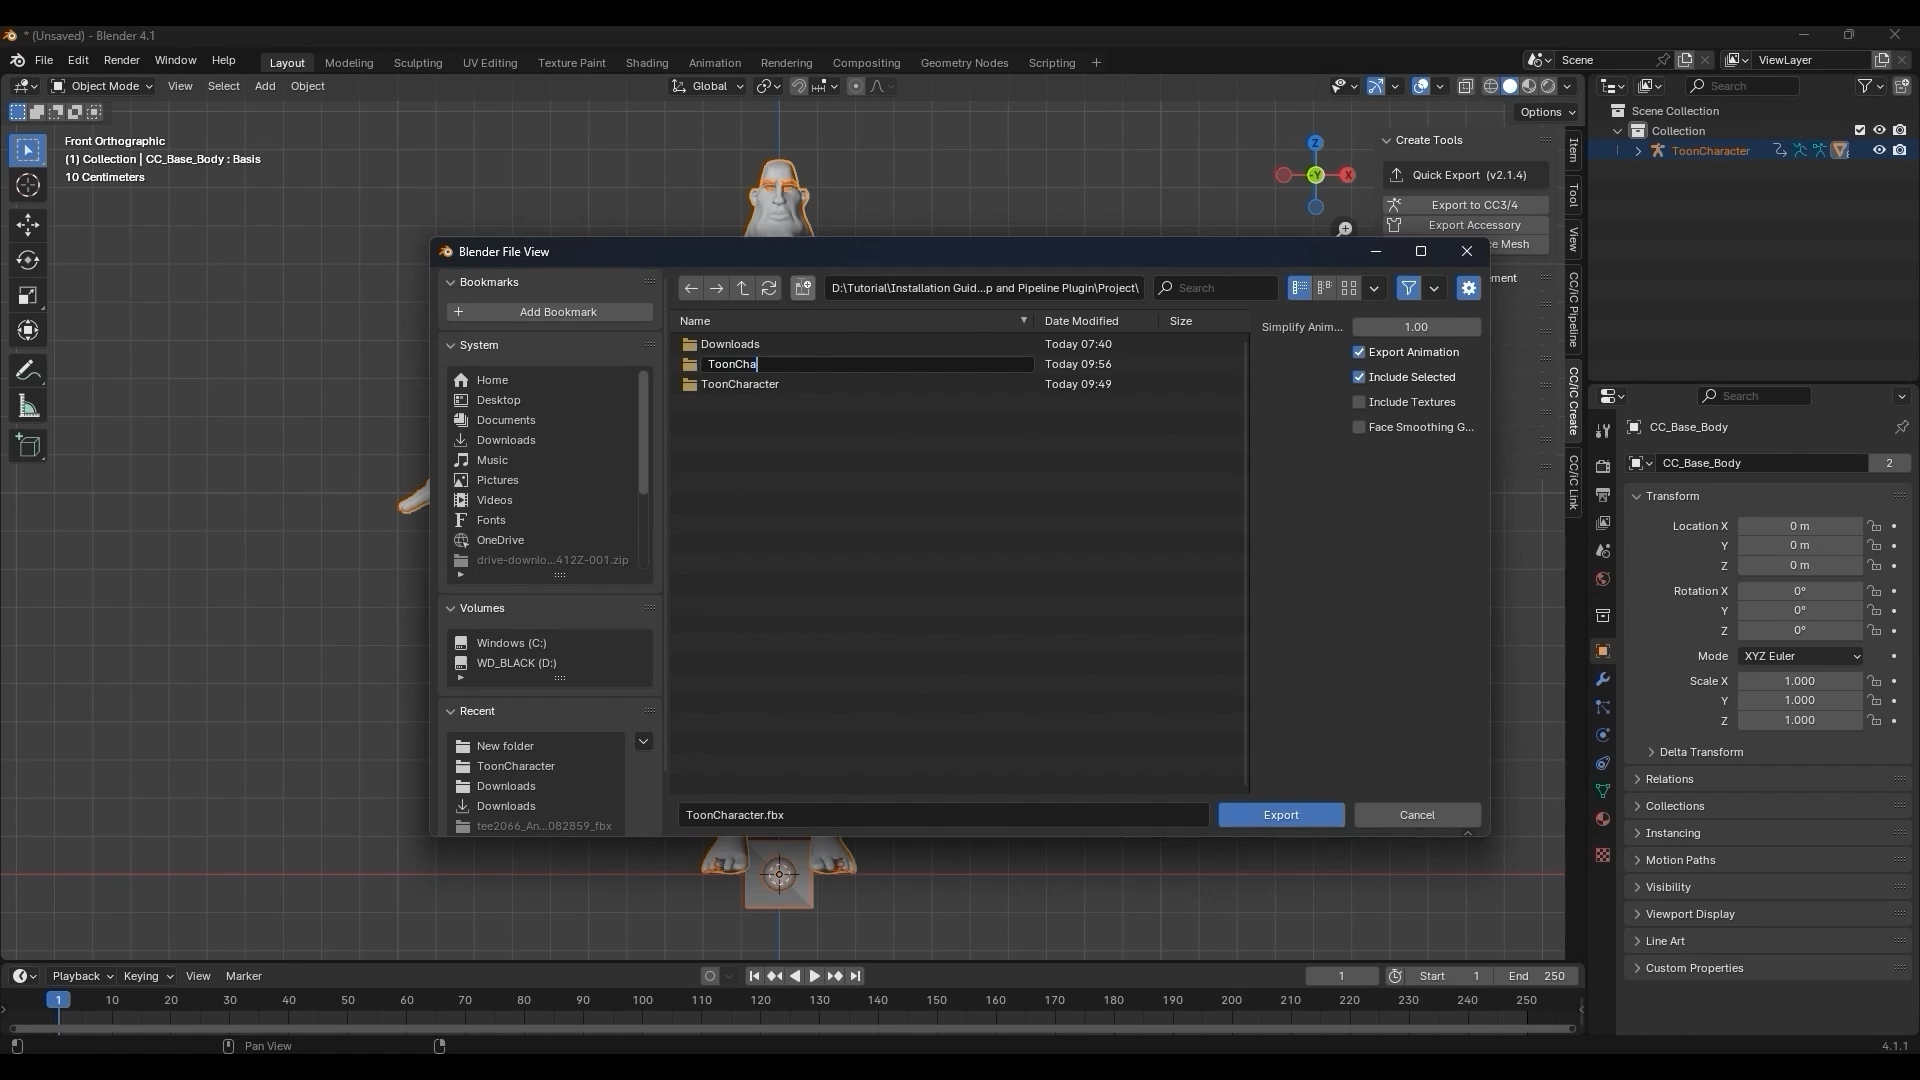 * (Unsaved) - Blender 4.1
File Edit Render Window Help
Layout Modeling Sculpting UV Editing Texture Paint Shading Animation Rendering Compositing Geometry Nodes Scripting +
Scene
ViewLayer
Object Mode View Select Add Object
Global
Search
Options
Front Orthographic
(1) Collection | CC_Base_Body : Basis
10 Centimeters
Z
-Y
X
Create Tools
Quick Export (v2.1.4)
Export to CC3/4
Export Accessory
Item
Tool
View
CC/iC Pipeline
CC/iC Create
CC/iC Link
Scene Collection
Collection
ToonCharacter
Blender File View
Bookmarks
Add Bookmark
System
Home
Desktop
Documents
Downloads
Music
Pictures
Videos
Fonts
OneDrive
drive-downlo...412Z-001.zip
Volumes
Windows (C:)
WD_BLACK (D:)
Recent
New folder
ToonCharacter
Downloads
Downloads
tee2066_An...082859_fbx
D:\Tutorial\Installation Guid...p and Pipeline Plugin\Project\
Search
Name Date Modified Size
Downloads Today 07:40
ToonCha Today 09:56
ToonCharacter Today 09:49
Simplify Anim... 1.00
Export Animation
Include Selected
Include Textures
Face Smoothing G...
ToonCharacter.fbx
Export
Cancel
Search
CC_Base_Body
CC_Base_Body 2
Transform
Location X 0 m
Y 0 m
Z 0 m
Rotation X 0°
Y 0°
Z 0°
Mode XYZ Euler
Scale X 1.000
Y 1.000
Z 1.000
Delta Transform
Relations
Collections
Instancing
Motion Paths
Visibility
Viewport Display
Line Art
Custom Properties
Playback Keying View Marker
1
Start 1 End 250
1 10 20 30 40 50 60 70 80 90 100 110 120 130 140 150 160 170 180 190 200 210 220 230 240 250
Pan View
4.1.1